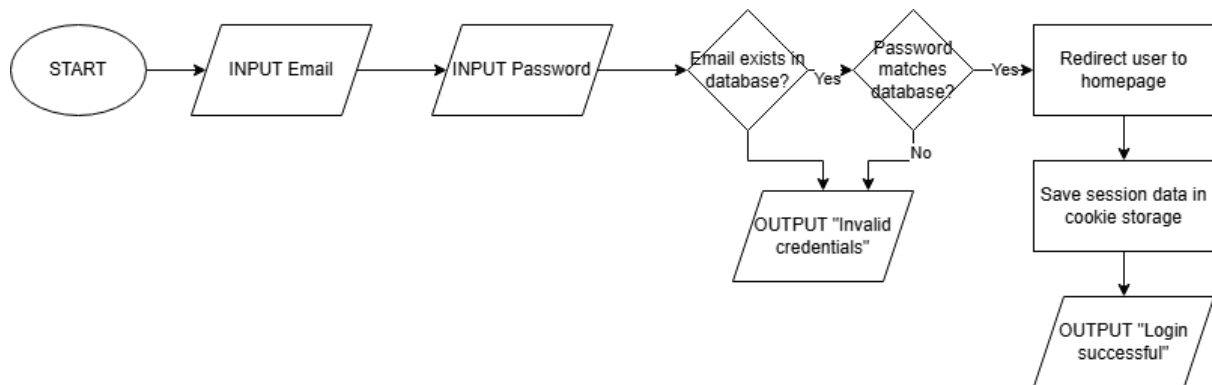 START
INPUT Email
INPUT Password
Email exists in
database?
Yes
Password
matches
database?
Yes
Redirect user to
homepage
No
OUTPUT "Invalid
credentials"
Save session data in
cookie storage
OUTPUT "Login
successful"